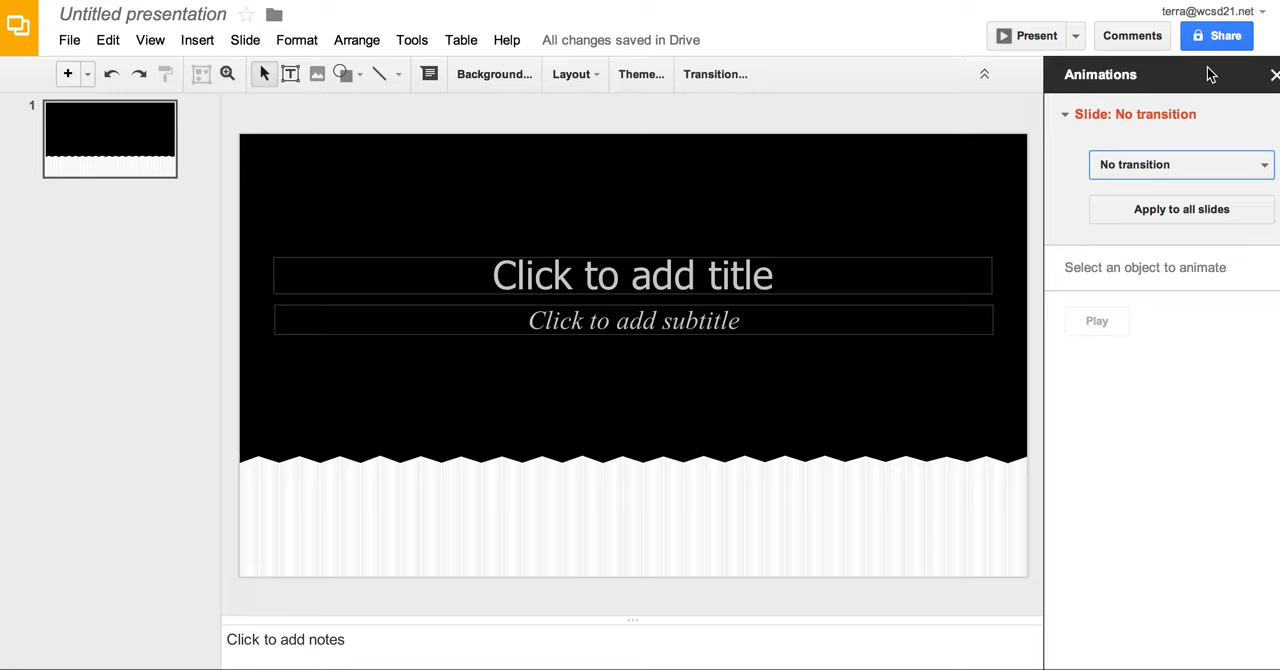 Untitled presentation
terra@wcsd21.net
File Edit View Insert Slide Format Arrange Tools Table Help All changes saved in Drive
Present Comments Share
Background... Layout Theme... Transition...
Animations
1
Slide: No transition
No transition
Apply to all slides
Select an object to animate
Click to add title
Click to add subtitle
Play
Click to add notes